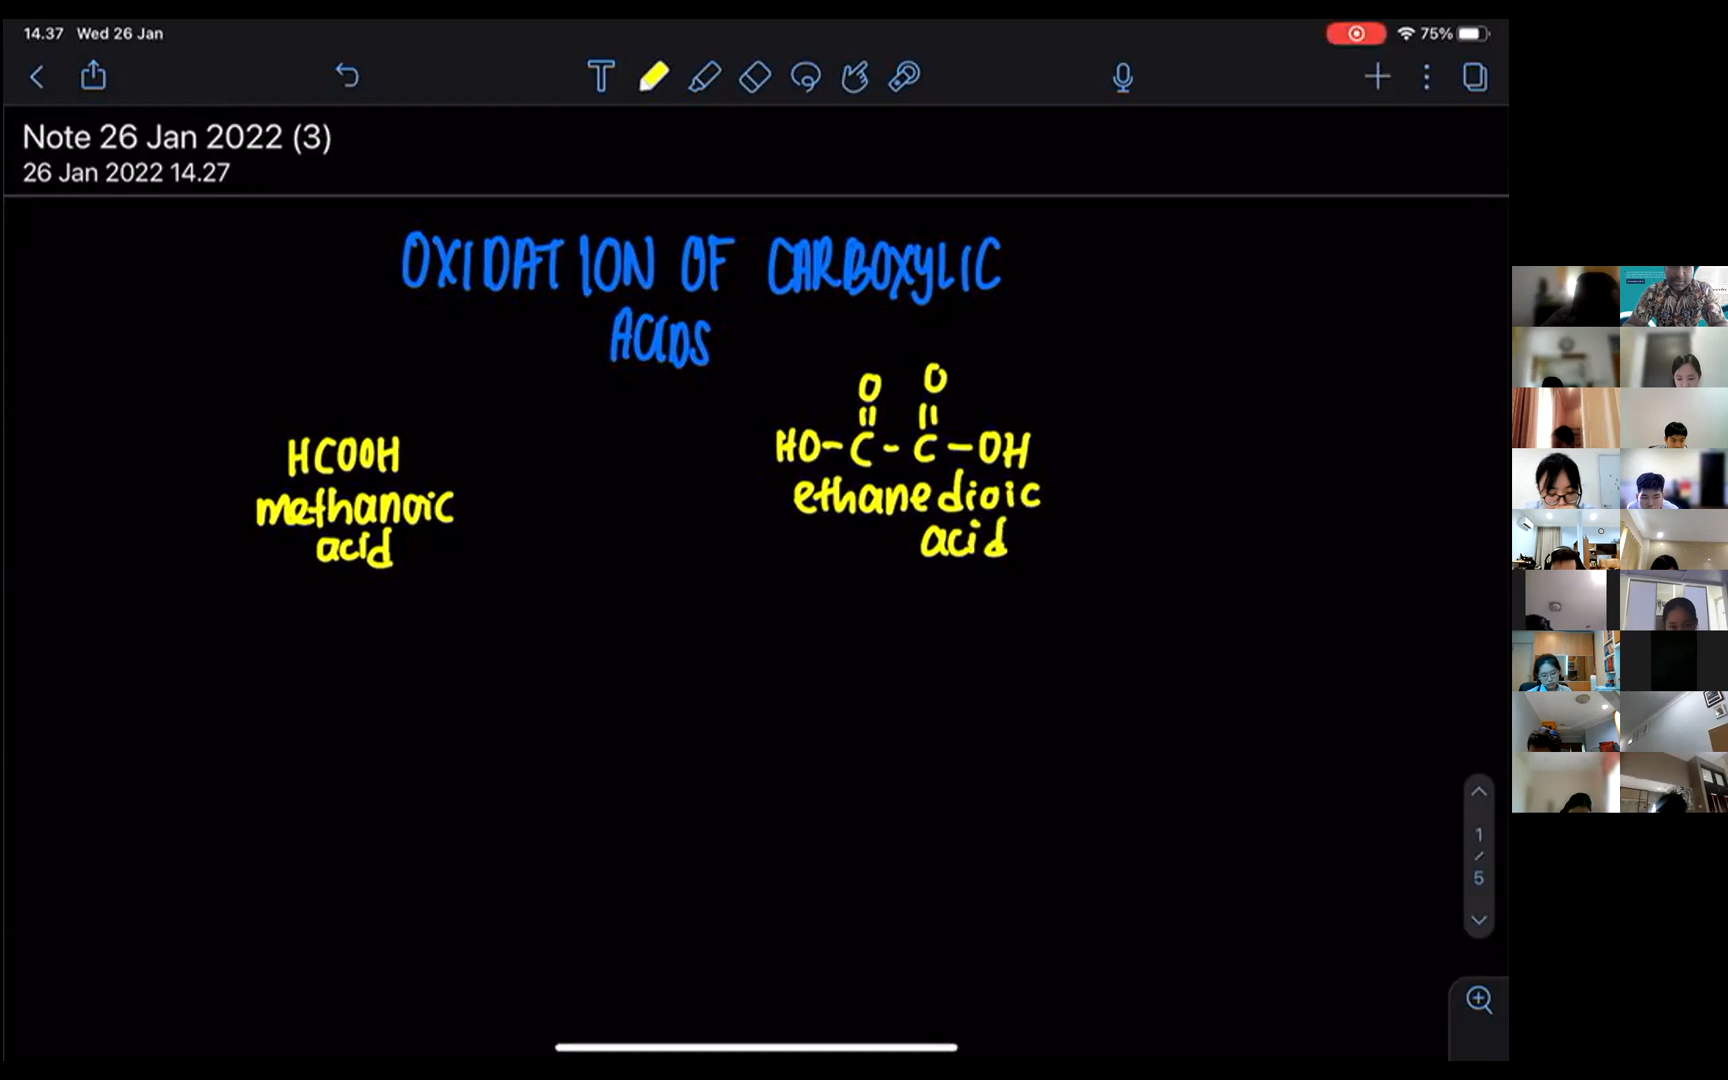 14.37 Wed 26 Jan
75%
Note 26 Jan 2022 (3)
26 Jan 2022 14.27
OXIDATION OF CARBOXYLIC
ACIDS
O O
HCOOH
methanoic
acid
HO-C-C-OH
ethanedioic
acid
1
/
5